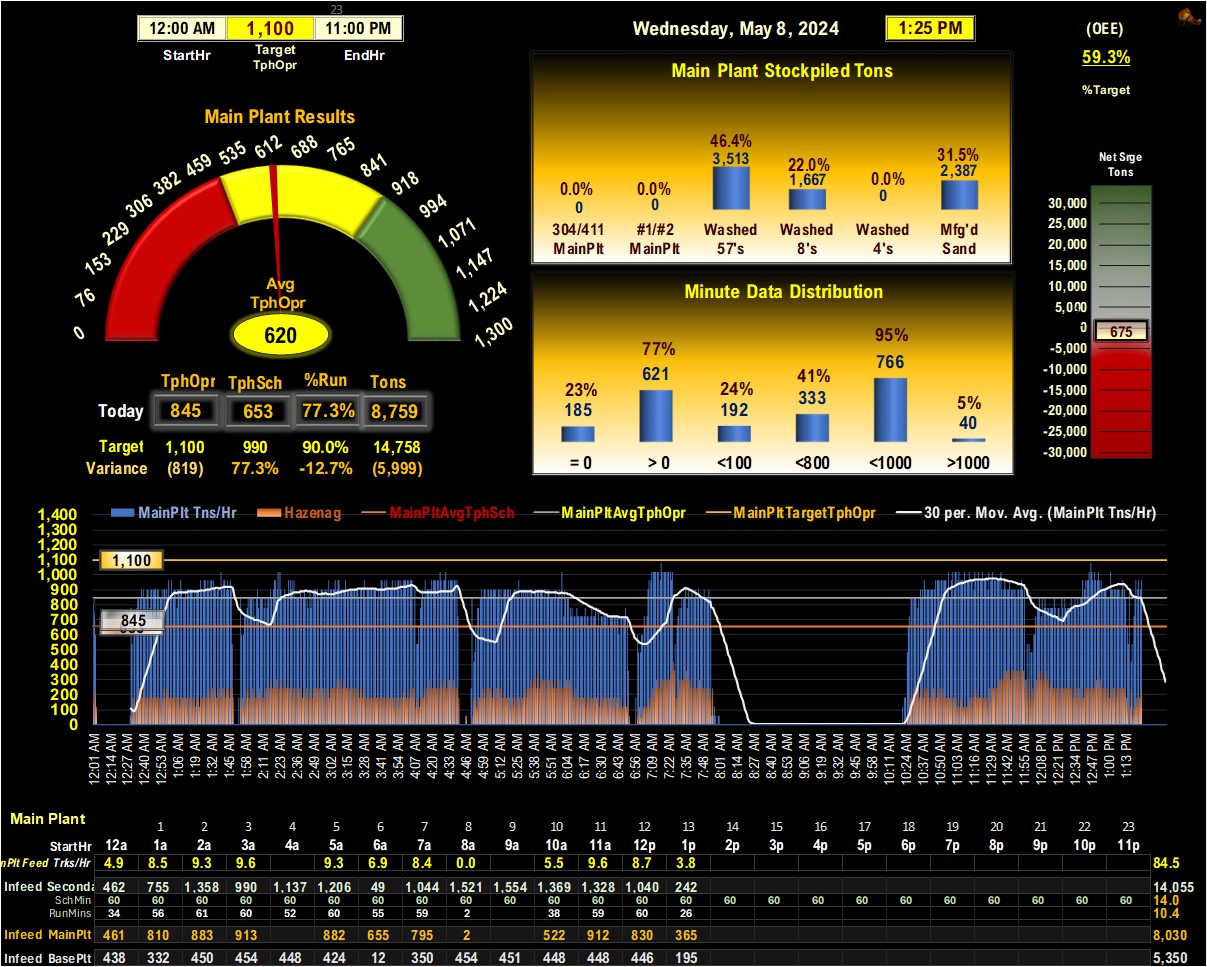 23
12:00 AM 1,100 11:00 PM
StartHr Target TphOpr EndHr
Wednesday, May 8, 2024 1:25 PM
(OEE)
59.3%
%Target
Main Plant Results
0 76 153 229 306 382 459 535 612 688 765 841 918 994 1,071 1,147 1,224 1,300
Avg
TphOpr
620
TphOpr TphSch %Run Tons
Today 845 653 77.3% 8,759
Target 1,100 990 90.0% 14,758
Variance (819) 77.3% -12.7% (5,999)
Main Plant Stockpiled Tons
0.0% 0.0% 46.4% 22.0% 0.0% 31.5%
0 0 3,513 1,667 0 2,387
304/411 #1/#2 Washed Washed Washed Mfg'd
MainPlt MainPlt 57's 8's 4's Sand
Minute Data Distribution
23% 77% 24% 41% 95% 5%
185 621 192 333 766 40
= 0 > 0 <100 <800 <1000 >1000
Net Srge
Tons
30,000
25,000
20,000
15,000
10,000
5,000
0
675
-5,000
-10,000
-15,000
-20,000
-25,000
-30,000
MainPlt Tns/Hr Hazenag MainPltAvgTphSch MainPltAvgTphOpr MainPltTargetTphOpr 30 per. Mov. Avg. (MainPlt Tns/Hr)
1,400
1,300
1,200
1,100
1,000
900
800
700
600
500
400
300
200
100
0
1,100
845
12:01 AM 12:14 AM 12:27 AM 12:40 AM 12:53 AM 1:06 AM 1:19 AM 1:32 AM 1:45 AM 1:58 AM 2:11 AM 2:23 AM 2:36 AM 2:49 AM 3:02 AM 3:15 AM 3:28 AM 3:41 AM 3:54 AM 4:07 AM 4:20 AM 4:33 AM 4:46 AM 4:59 AM 5:12 AM 5:25 AM 5:38 AM 5:51 AM 6:04 AM 6:17 AM 6:30 AM 6:43 AM 6:56 AM 7:09 AM 7:22 AM 7:35 AM 7:48 AM 8:01 AM 8:14 AM 8:27 AM 8:40 AM 8:53 AM 9:06 AM 9:19 AM 9:32 AM 9:45 AM 9:58 AM 10:11 AM 10:24 AM 10:37 AM 10:50 AM 11:03 AM 11:16 AM 11:29 AM 11:42 AM 11:55 AM 12:08 PM 12:21 PM 12:34 PM 12:47 PM 1:00 PM 1:13 PM
Main Plant
1 2 3 4 5 6 7 8 9 10 11 12 13 14 15 16 17 18 19 20 21 22 23
StartHr 12a 1a 2a 3a 4a 5a 6a 7a 8a 9a 10a 11a 12p 1p 2p 3p 4p 5p 6p 7p 8p 9p 10p 11p
nPlt Feed Trks/Hr 4.9 8.5 9.3 9.6 9.3 6.9 8.4 0.0 5.5 9.6 8.7 3.8 84.5
Infeed Seconda 462 755 1,358 990 1,137 1,206 49 1,044 1,521 1,554 1,369 1,328 1,040 242 14,055
SchMin 60 60 60 60 60 60 60 60 60 60 60 60 60 60 60 60 60 60 60 60 60 60 60 60 14.0
RunMins 34 56 61 60 52 60 55 59 2 38 59 60 26 10.4
Infeed MainPlt 461 810 883 913 882 655 795 2 522 912 830 365 8,030
Infeed BasePlt 438 332 450 454 448 424 12 350 454 451 448 448 446 195 5,350